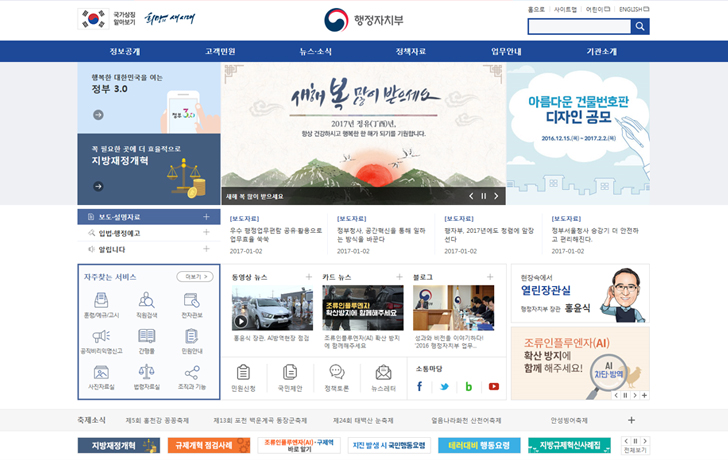 국가상징
알아보기
희망의 새 시대
행정자치부
홈으로 사이트맵 어린이 ENGLISH
정보공개 고객민원 뉴스·소식 정책자료 업무안내 기관소개
행복한 대한민국을 여는
정부 3.0
정부 3.0
꼭 필요한 곳에 더 효율적으로
지방재정개혁
새해 복 많이 받으세요
2017년 정유(丁酉)년,
항상 건강하시고 행복한 한 해가 되기를 기원합니다.
새해 복 많이 받으세요
아름다운 건물번호판
디자인 공모
2016.12.15.(목) ~ 2017.2.2.(목)
보도·설명자료
입법·행정예고
알립니다
[보도자료]
우수 행정업무관리 공유·활용으로
업무효율 쑥쑥
2017-01-02
[보도자료]
정부청사, 공간혁신을 통해 일하
는 방식을 바꾼다
2017-01-02
[보도자료]
행자부, 2017년에도 청렴에 앞장
선다
2017-01-02
[보도자료]
정부서울청사 승강기 더 안전하
고 편리해진다.
2017-01-02
자주찾는 서비스
더보기 >
훈령/예규/고시 직원검색 전자관보
공직비리익명신고 간행물 민원안내
사진자료실 법령자료실 조직과 기능
동영상 뉴스
홍윤식 장관, AI방역현장 점검
카드 뉴스
조류인플루엔자
확산방지에 함께해주세요
조류인플루엔자(AI) 확산 방지
에 함께해주세요
블로그
성과와 비전을 이야기하다!
'2016 행정자치부 업무...
민원신청 국민제안 정책토론 뉴스레터
소통마당
현장속에서
열린장관실
행정자치부 장관 홍윤식
조류인플루엔자(AI)
확산 방지에
함께 해주세요!
AI
차단·방역
축제소식 제5회 홍천강 꽁꽁축제 제13회 포천 백운계곡 동장군축제 제24회 태백산 눈축제 얼음나라화천 산천어축제 안성빙어축제
지방재정개혁
규제개혁 점검사례
조류인플루엔자(AI)·구제역
바로 알기
지진 발생 시 국민행동요령
테러대비 행동요령
지방규제혁신사례집
전체보기